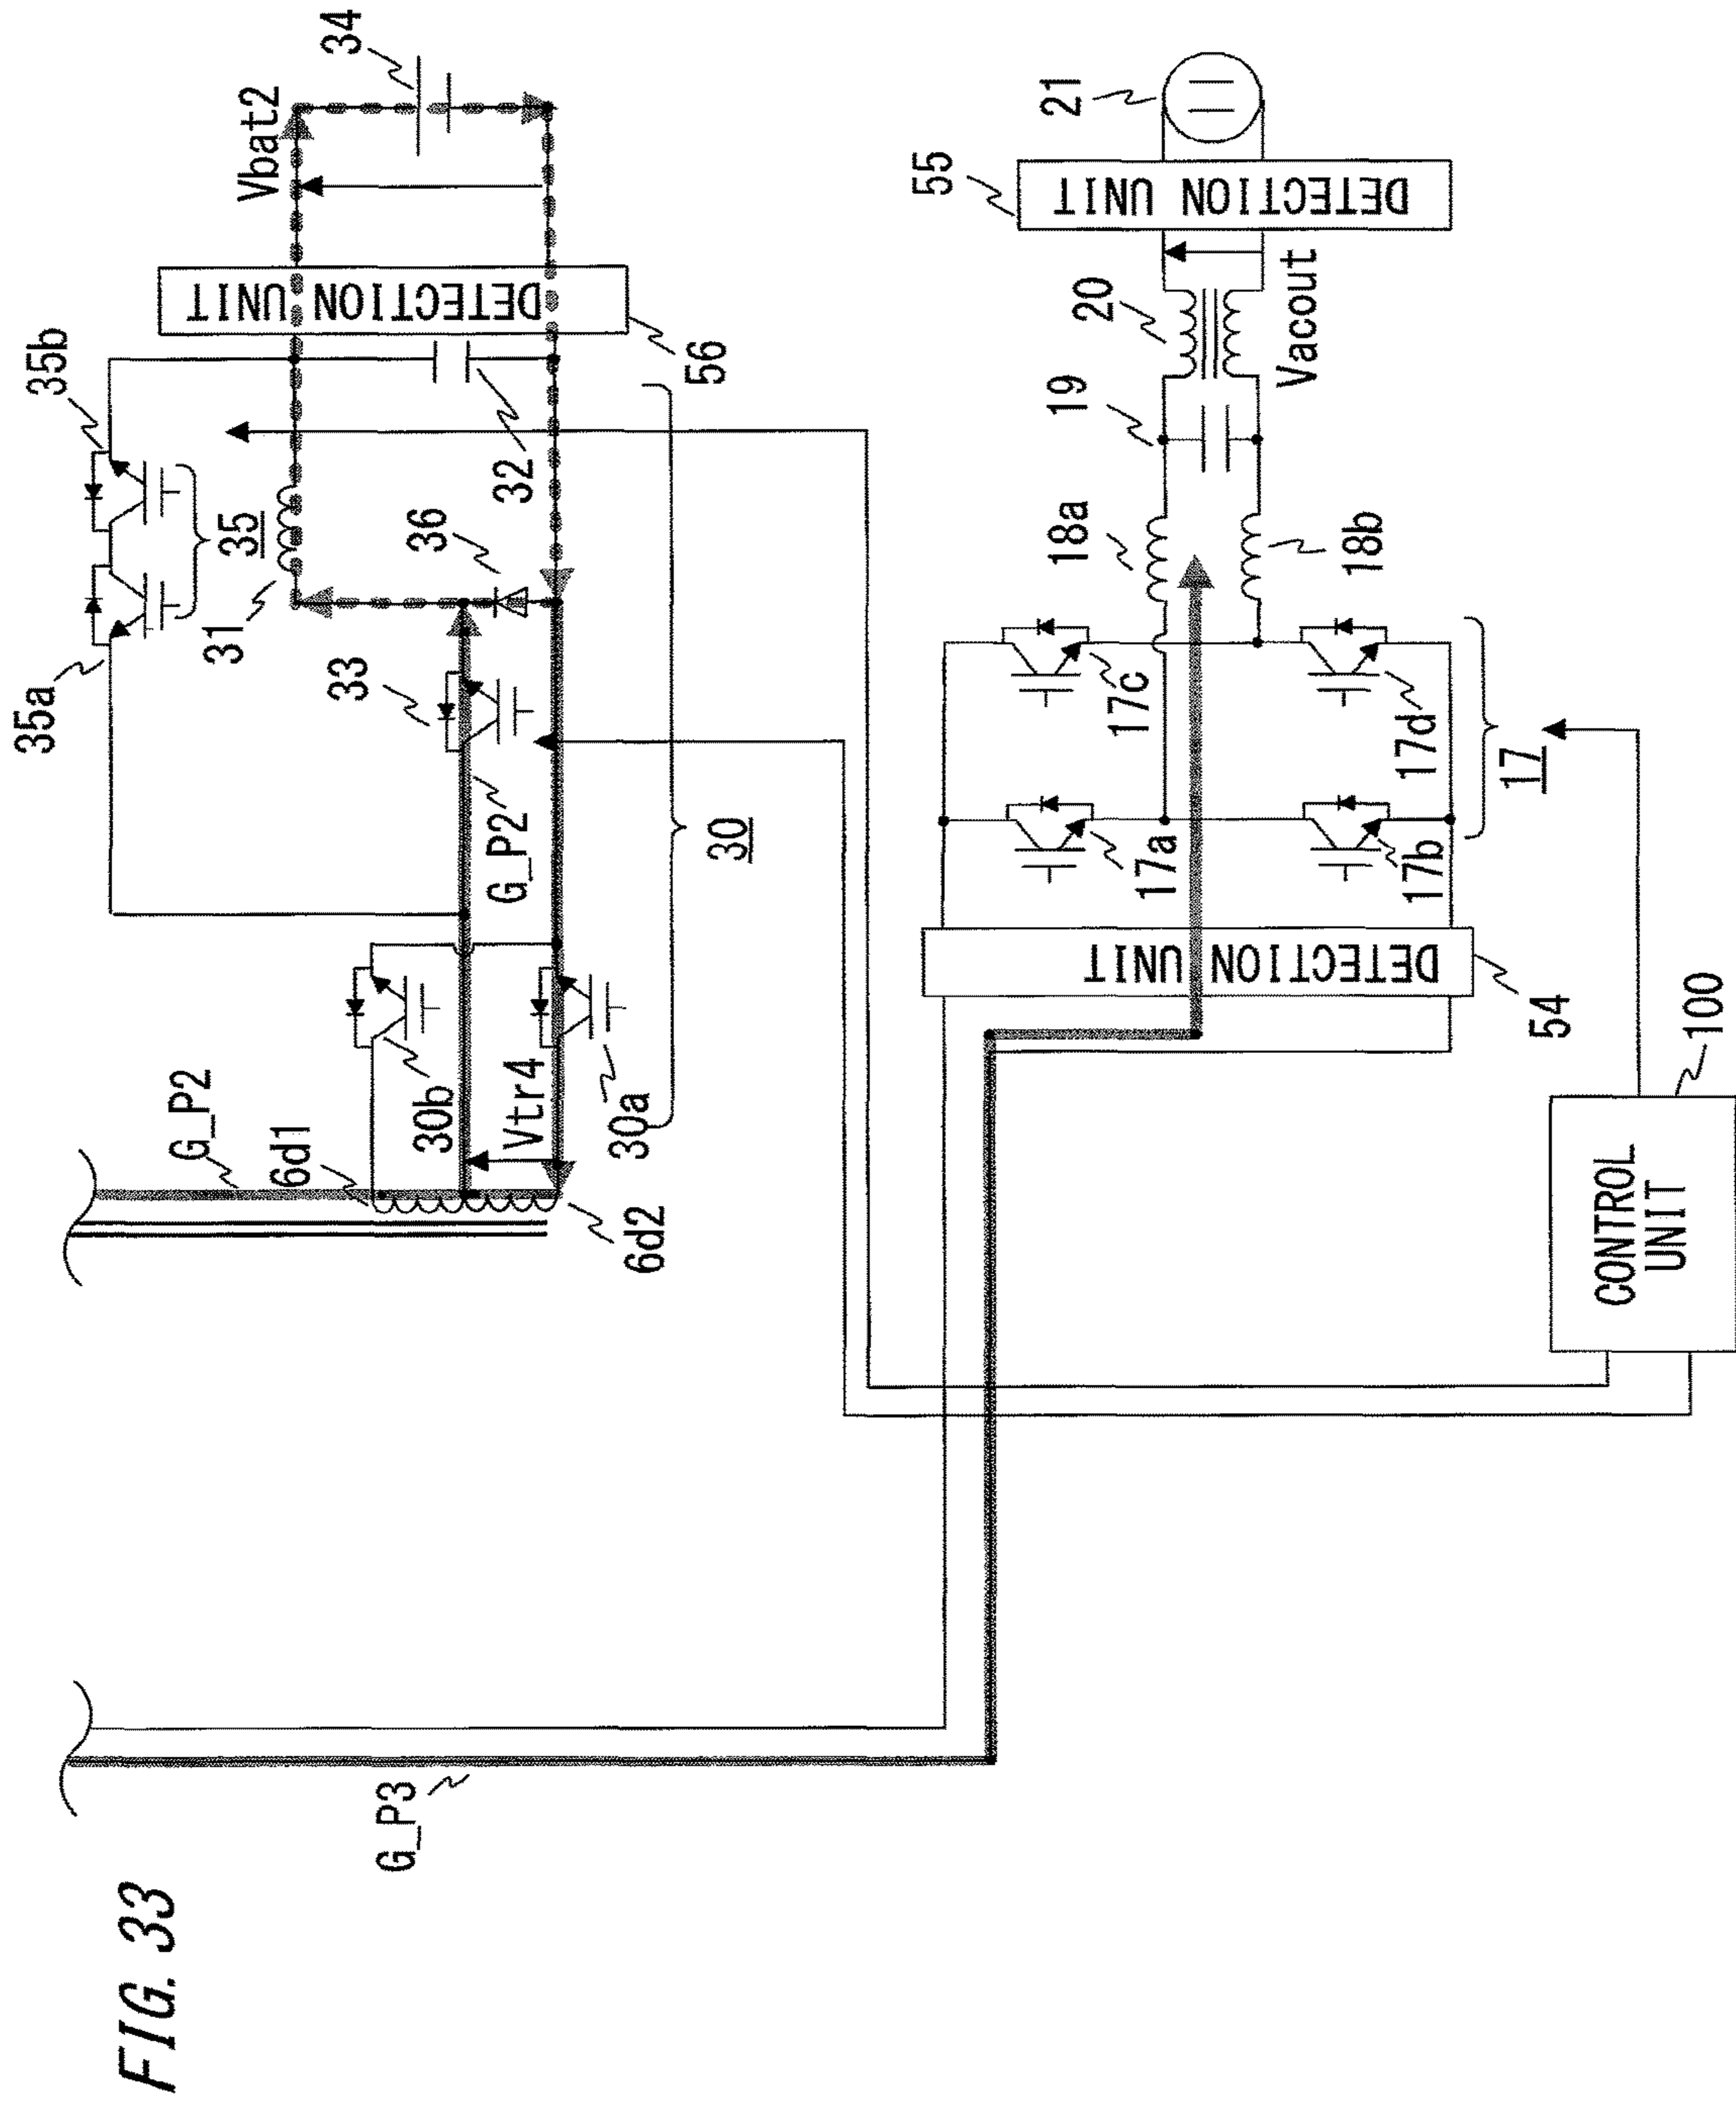 FIG. 33
G_P3
G_P2
6d1
6d2
Vtr4
30b
30a
30
G_P2
33
36
31
35a
35
35b
32
56
DETECTION UNIT
Vbat2
34
54
DETECTION UNIT
17a
17b
17c
17d
17
18a
18b
19
20
Vacout
55
DETECTION UNIT
21
100
CONTROL
UNIT